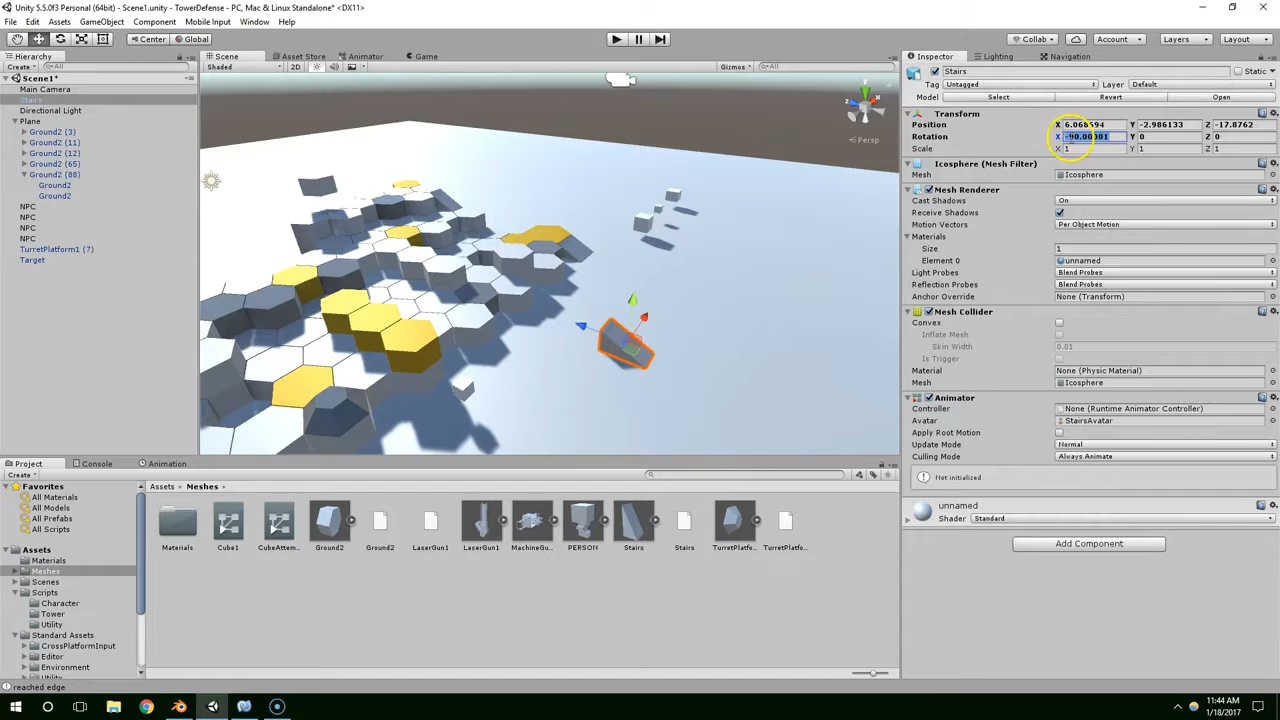 Unity 5.5.0f3 Personal (64bit) - Scene1.unity - TowerDefense - PC, Mac & Linux Standalone* <DX11>
File Edit Assets GameObject Component Mobile Input Window Help
Center Global Collab Account Layers Layout
Hierarchy
Create All
Scene1*
Main Camera
Stairs
Directional Light
Plane
Ground2 (3)
Ground2 (11)
Ground2 (12)
Ground2 (65)
Ground2 (88)
Ground2
Ground2
NPC
NPC
NPC
NPC
TurretPlatform1 (7)
Target
Scene Asset Store Animator Game
Shaded 2D Gizmos All
Persp
Inspector Lighting Navigation
Stairs Static
Tag Untagged Layer Default
Model Select Revert Open
Transform
Position X 6.068694 Y -2.986133 Z -17.8762
Rotation X -90.00001 Y 0 Z 0
Scale X 1 Y 1 Z 1
Icosphere (Mesh Filter)
Mesh Icosphere
Mesh Renderer
Cast Shadows On
Receive Shadows
Motion Vectors Per Object Motion
Materials
Size 1
Element 0 unnamed
Light Probes Blend Probes
Reflection Probes Blend Probes
Anchor Override None (Transform)
Mesh Collider
Convex
Inflate Mesh
Skin Width 0.01
Is Trigger
Material None (Physic Material)
Mesh Icosphere
Animator
Controller None (Runtime Animator Controller)
Avatar StairsAvatar
Apply Root Motion
Update Mode Normal
Culling Mode Always Animate
Not initialized
unnamed
Shader Standard
Add Component
Project Console Animation
Create
Favorites
All Materials
All Models
All Prefabs
All Scripts
Assets
Materials
Meshes
Scenes
Scripts
Character
Tower
Utility
Standard Assets
CrossPlatformInput
Editor
Environment
Utility
Assets Meshes
Materials Cube1 CubeAttem... Ground2 Ground2 LaserGun1 LaserGun1 MachineGu... PERSON Stairs Stairs TurretPlatfo... TurretPlatfo...
reached edge
11:44 AM
1/18/2017